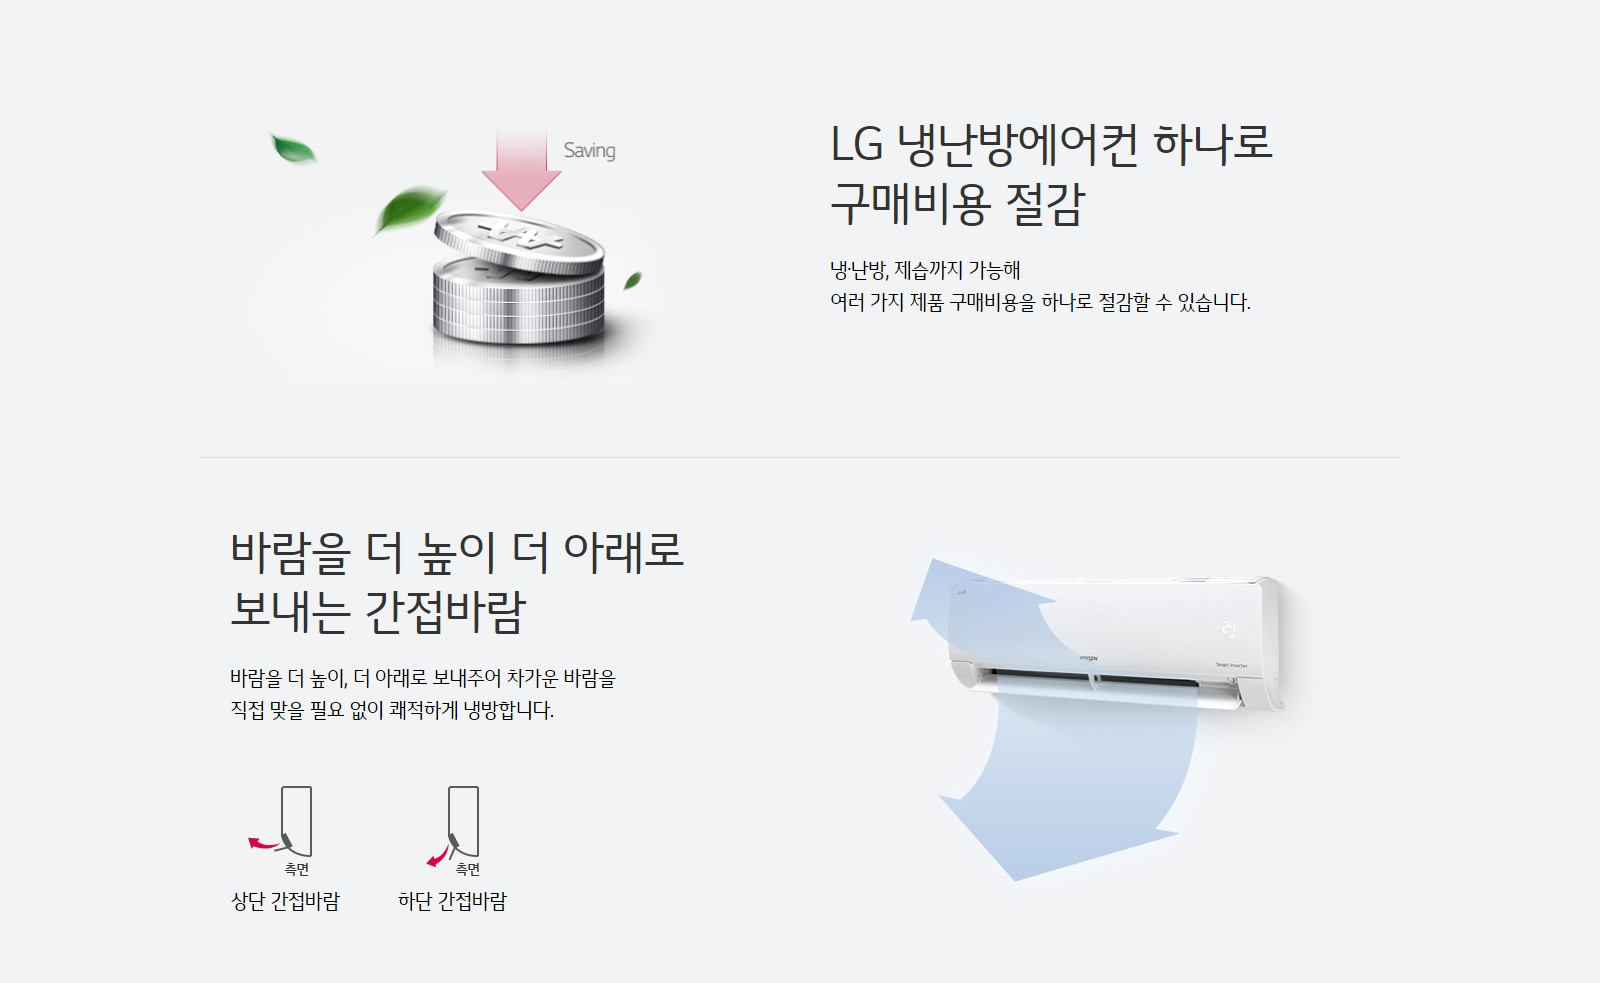 Saving
LG 냉난방에어컨 하나로
구매비용 절감
냉·난방, 제습까지 가능해
여러 가지 제품 구매비용을 하나로 절감할 수 있습니다.
바람을 더 높이 더 아래로
보내는 간접바람
바람을 더 높이, 더 아래로 보내주어 차가운 바람을
직접 맞을 필요 없이 쾌적하게 냉방합니다.
측면
측면
상단 간접바람
하단 간접바람
24
WHISEN
Smart Inverter